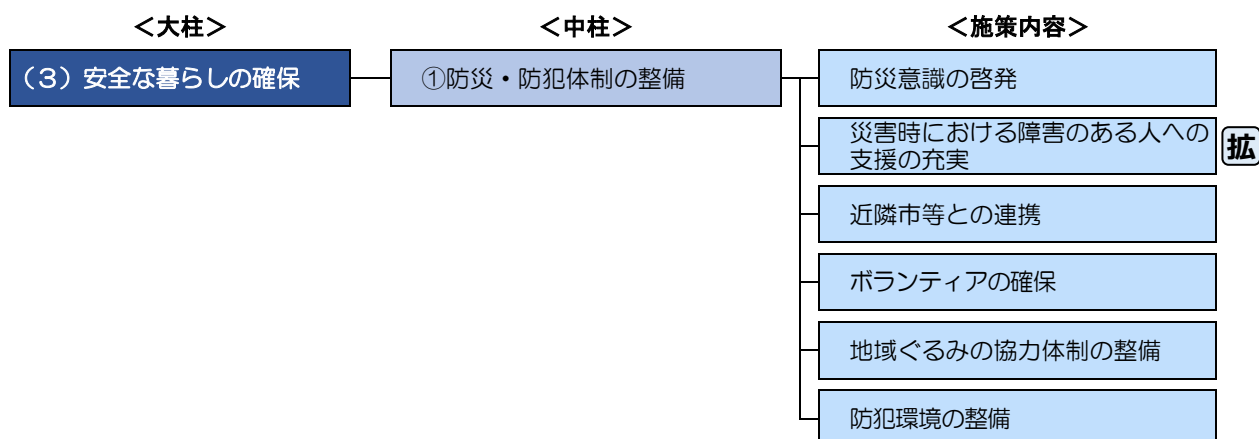 ＜大柱＞
＜中柱＞
＜施策内容＞
（３）安全な暮らしの確保
①防災・防犯体制の整備
防災意識の啓発
災害時における障害のある人への
支援の充実
拡
近隣市等との連携
ボランティアの確保
地域ぐるみの協力体制の整備
防犯環境の整備